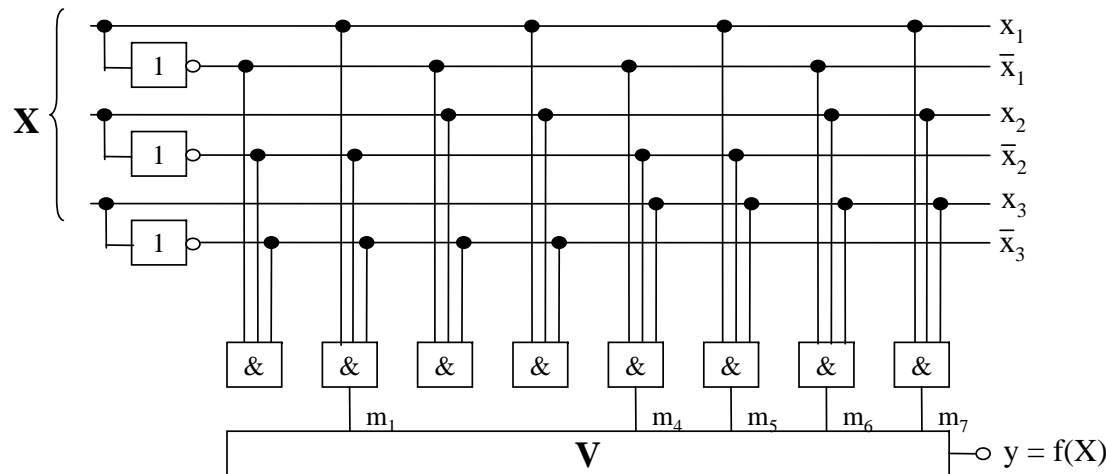 X
x₁
1
x̄₁
x₂
1
x̄₂
x₃
1
x̄₃
& & & & & & & &
m₁ m₄ m₅ m₆ m₇
V
y = f(X)